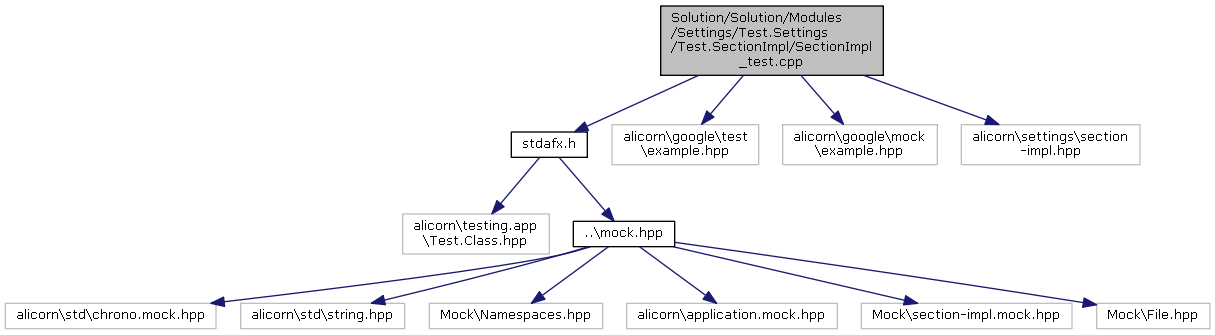 Solution/Solution/Modules
/Settings/Test.Settings
/Test.SectionImpl/SectionImpl
_test.cpp
stdafx.h
alicorn\google\test
\example.hpp
alicorn\google\mock
\example.hpp
alicorn\settings\section
-impl.hpp
alicorn\testing.app
\Test.Class.hpp
..\mock.hpp
alicorn\std\chrono.mock.hpp
alicorn\std\string.hpp
Mock\Namespaces.hpp
alicorn\application.mock.hpp
Mock\section-impl.mock.hpp
Mock\File.hpp